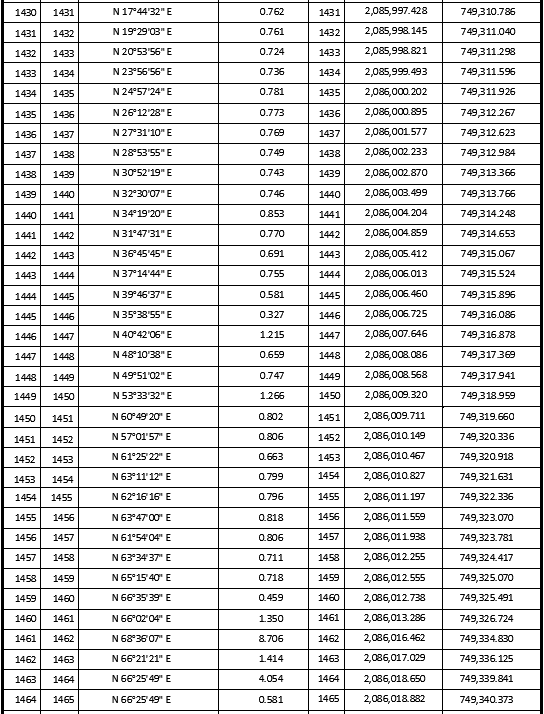 1430 1431 N 17°44'32" E 0.762 1431 2,085,997.428 749,310.786
1431 1432 N 19°29'03" E 0.761 1432 2,085,998.145 749,311.040
1432 1433 N 20°53'56" E 0.724 1433 2,085,998.821 749,311.298
1433 1434 N 23°56'56" E 0.736 1434 2,085,999.493 749,311.596
1434 1435 N 24°57'24" E 0.781 1435 2,086,000.202 749,311.926
1435 1436 N 26°12'28" E 0.773 1436 2,086,000.895 749,312.267
1436 1437 N 27°31'10" E 0.769 1437 2,086,001.577 749,312.623
1437 1438 N 28°53'55" E 0.749 1438 2,086,002.233 749,312.984
1438 1439 N 30°52'19" E 0.743 1439 2,086,002.870 749,313.366
1439 1440 N 32°30'07" E 0.746 1440 2,086,003.499 749,313.766
1440 1441 N 34°19'20" E 0.853 1441 2,086,004.204 749,314.248
1441 1442 N 31°47'31" E 0.770 1442 2,086,004.859 749,314.653
1442 1443 N 36°45'45" E 0.691 1443 2,086,005.412 749,315.067
1443 1444 N 37°14'44" E 0.755 1444 2,086,006.013 749,315.524
1444 1445 N 39°46'37" E 0.581 1445 2,086,006.460 749,315.896
1445 1446 N 35°38'55" E 0.327 1446 2,086,006.725 749,316.086
1446 1447 N 40°42'06" E 1.215 1447 2,086,007.646 749,316.878
1447 1448 N 48°10'38" E 0.659 1448 2,086,008.086 749,317.369
1448 1449 N 49°51'02" E 0.747 1449 2,086,008.568 749,317.941
1449 1450 N 53°33'32" E 1.266 1450 2,086,009.320 749,318.959
1450 1451 N 60°49'20" E 0.802 1451 2,086,009.711 749,319.660
1451 1452 N 57°01'57" E 0.806 1452 2,086,010.149 749,320.336
1452 1453 N 61°25'22" E 0.663 1453 2,086,010.467 749,320.918
1453 1454 N 63°11'12" E 0.799 1454 2,086,010.827 749,321.631
1454 1455 N 62°16'16" E 0.796 1455 2,086,011.197 749,322.336
1455 1456 N 63°47'00" E 0.818 1456 2,086,011.559 749,323.070
1456 1457 N 61°54'04" E 0.806 1457 2,086,011.938 749,323.781
1457 1458 N 63°34'37" E 0.711 1458 2,086,012.255 749,324.417
1458 1459 N 65°15'40" E 0.718 1459 2,086,012.555 749,325.070
1459 1460 N 66°35'39" E 0.459 1460 2,086,012.738 749,325.491
1460 1461 N 66°02'04" E 1.350 1461 2,086,013.286 749,326.724
1461 1462 N 68°36'07" E 8.706 1462 2,086,016.462 749,334.830
1462 1463 N 66°21'21" E 1.414 1463 2,086,017.029 749,336.125
1463 1464 N 66°25'49" E 4.054 1464 2,086,018.650 749,339.841
1464 1465 N 66°25'49" E 0.581 1465 2,086,018.882 749,340.373